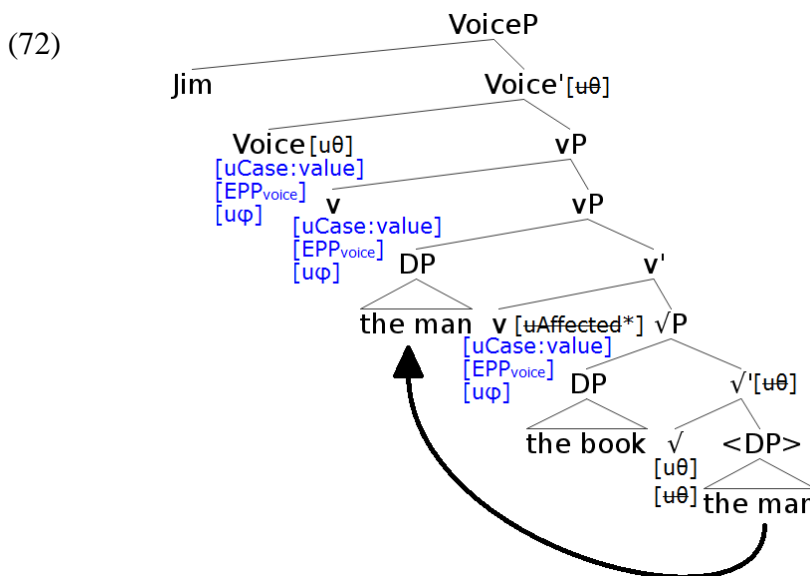 (72)
VoiceP
Jim Voice'[uθ]
Voice[uθ] vP
[uCase:value]
[EPPvoice]
[uφ]
v vP
[uCase:value]
[EPPvoice]
[uφ]
DP v'
the man v [uAffected*] √P
[uCase:value]
[EPPvoice]
[uφ]
DP √'[uθ]
the book √ <DP>
[uθ]
[uθ]
the man